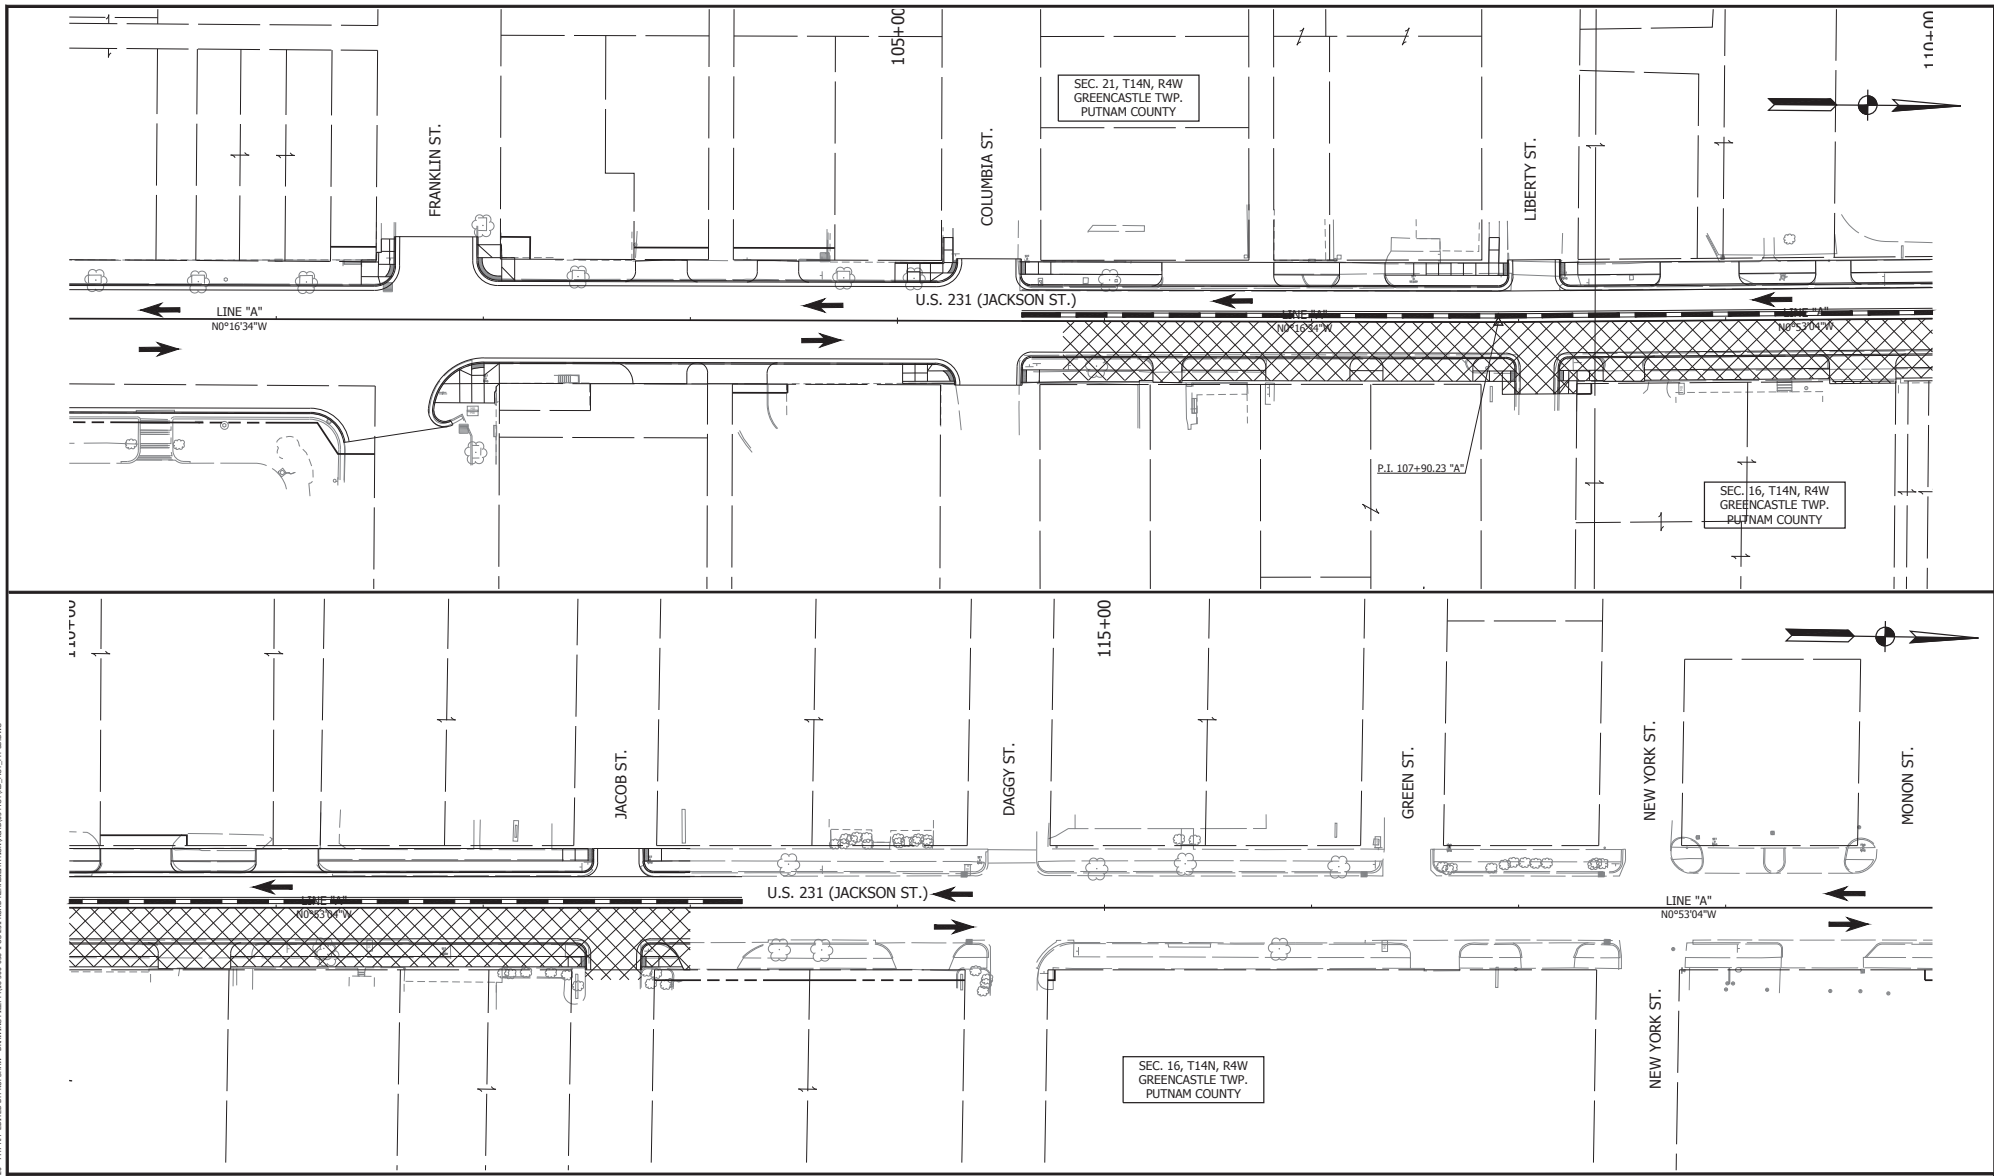 105+00
110+00
SEC. 21, T14N, R4W
GREENCASTLE TWP.
PUTNAM COUNTY
FRANKLIN ST.
COLUMBIA ST.
LIBERTY ST.
U.S. 231 (JACKSON ST.)
LINE "A"
N0°16'34"W
LINE "A"
N0°16'34"W
LINE "A"
N0°53'04"W
P.I. 107+90.23 "A"
SEC. 16, T14N, R4W
GREENCASTLE TWP.
PUTNAM COUNTY
110+00
115+00
JACOB ST.
DAGGY ST.
GREEN ST.
NEW YORK ST.
MONON ST.
U.S. 231 (JACKSON ST.)
LINE "A"
N0°53'04"W
LINE "A"
N0°53'04"W
NEW YORK ST.
SEC. 16, T14N, R4W
GREENCASTLE TWP.
PUTNAM COUNTY